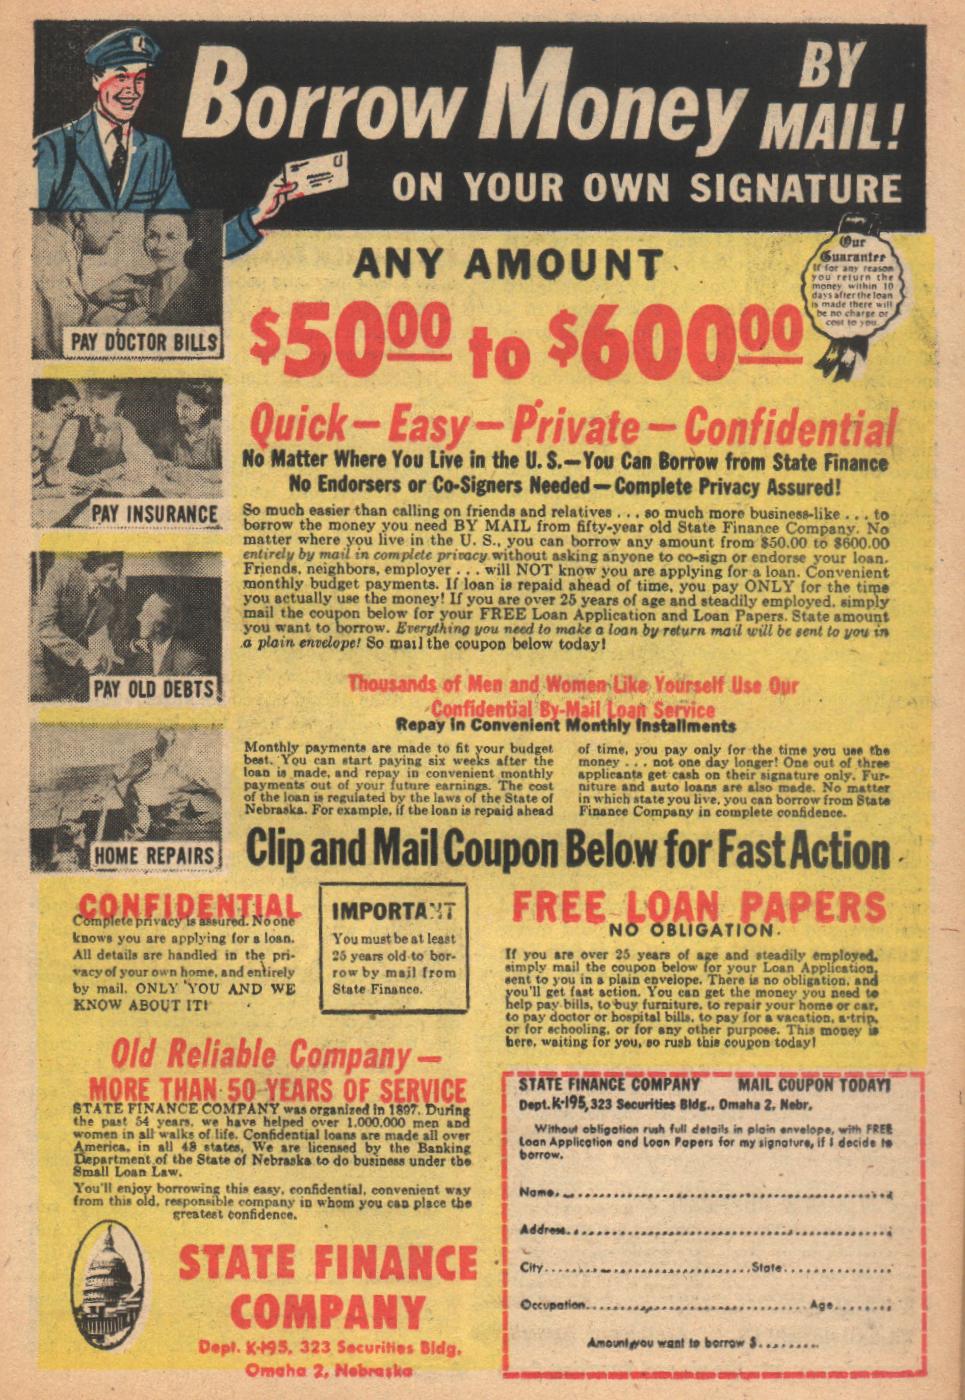 Borrow Money BY MAIL!
ON YOUR OWN SIGNATURE
ANY AMOUNT
$50.00 to $600.00
Our
Guarantee
If for any reason
you return the
money within 10
days after the loan
is made there will
be no charge or
cost to you.
PAY DOCTOR BILLS
PAY INSURANCE
PAY OLD DEBTS
HOME REPAIRS
Quick—Easy—Private—Confidential
No Matter Where You Live in the U. S.—You Can Borrow from State Finance
No Endorsers or Co-Signers Needed—Complete Privacy Assured!
So much easier than calling on friends and relatives . . . so much more business-like . . . to
borrow the money you need BY MAIL from fifty-year old State Finance Company. No
matter where you live in the U. S., you can borrow any amount from $50.00 to $600.00
entirely by mail in complete privacy without asking anyone to co-sign or endorse your loan.
Friends, neighbors, employer . . . will NOT know you are applying for a loan. Convenient
monthly budget payments. If loan is repaid ahead of time, you pay ONLY for the time
you actually use the money! If you are over 25 years of age and steadily employed, simply
mail the coupon below for your FREE Loan Application and Loan Papers. State amount
you want to borrow. Everything you need to make a loan by return mail will be sent to you in
a plain envelope! So mail the coupon below today!
Thousands of Men and Women Like Yourself Use Our
Confidential By-Mail Loan Service
Repay in Convenient Monthly Installments
Monthly payments are made to fit your budget
best. You can start paying six weeks after the
loan is made, and repay in convenient monthly
payments out of your future earnings. The cost
of the loan is regulated by the laws of the State of
Nebraska. For example, if the loan is repaid ahead
of time, you pay only for the time you use the
money . . . not one day longer! One out of three
applicants get cash on their signature only. Fur-
niture and auto loans are also made. No matter
in which state you live, you can borrow from State
Finance Company in complete confidence.
Clip and Mail Coupon Below for Fast Action
CONFIDENTIAL
Complete privacy is assured. No one
knows you are applying for a loan.
All details are handled in the pri-
vacy of your own home, and entirely
by mail. ONLY YOU AND WE
KNOW ABOUT IT!
IMPORTANT
You must be at least
25 years old to bor-
row by mail from
State Finance.
Old Reliable Company—
MORE THAN 50 YEARS OF SERVICE
STATE FINANCE COMPANY was organized in 1897. During
the past 54 years, we have helped over 1,000,000 men and
women in all walks of life. Confidential loans are made all over
America, in all 48 states. We are licensed by the Banking
Department of the State of Nebraska to do business under the
Small Loan Law.
You'll enjoy borrowing this easy, confidential, convenient way
from this old, responsible company in whom you can place the
greatest confidence.
STATE FINANCE
COMPANY
Dept. K-195, 323 Securities Bldg.
Omaha 2, Nebraska
FREE LOAN PAPERS
NO OBLIGATION
If you are over 25 years of age and steadily employed,
simply mail the coupon below for your Loan Application,
sent to you in a plain envelope. There is no obligation, and
you'll get fast action. You can get the money you need to
help pay bills, to buy furniture, to repair your home or car,
to pay doctor or hospital bills, to pay for a vacation, a trip,
or for schooling, or for any other purpose. This money is
here, waiting for you, so rush this coupon today!
STATE FINANCE COMPANY MAIL COUPON TODAY!
Dept. K-195, 323 Securities Bldg., Omaha 2, Nebr.
Without obligation rush full details in plain envelope, with FREE
Loan Application and Loan Papers for my signature, if I decide to
borrow.
Name
Address
City State
Occupation Age
Amount you want to borrow $